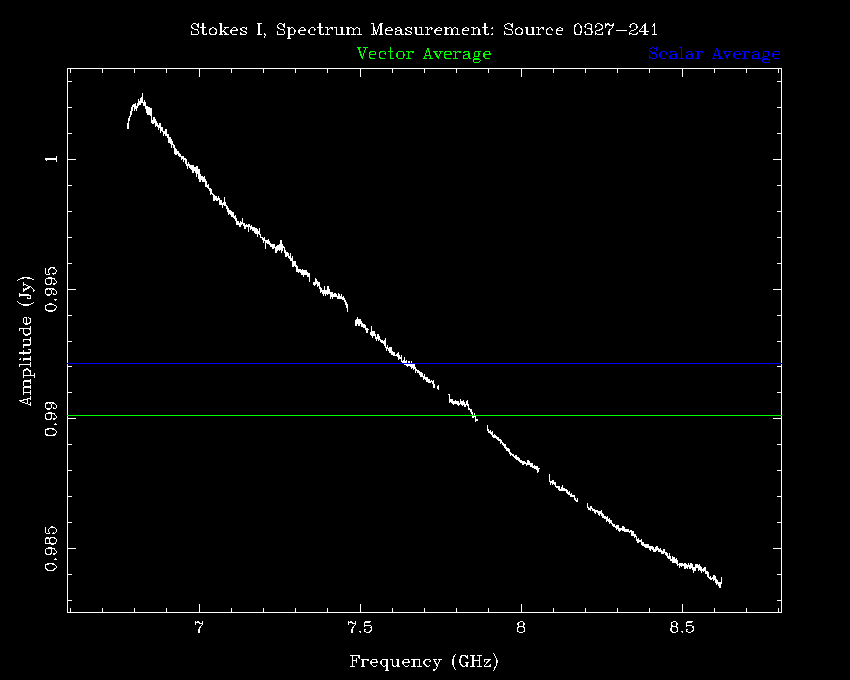 Stokes I, Spectrum Measurement: Source 0327-241
Vector Average Scalar Average
1
0.995
0.99
0.985
Amplitude (Jy)
7 7.5 8 8.5
Frequency (GHz)